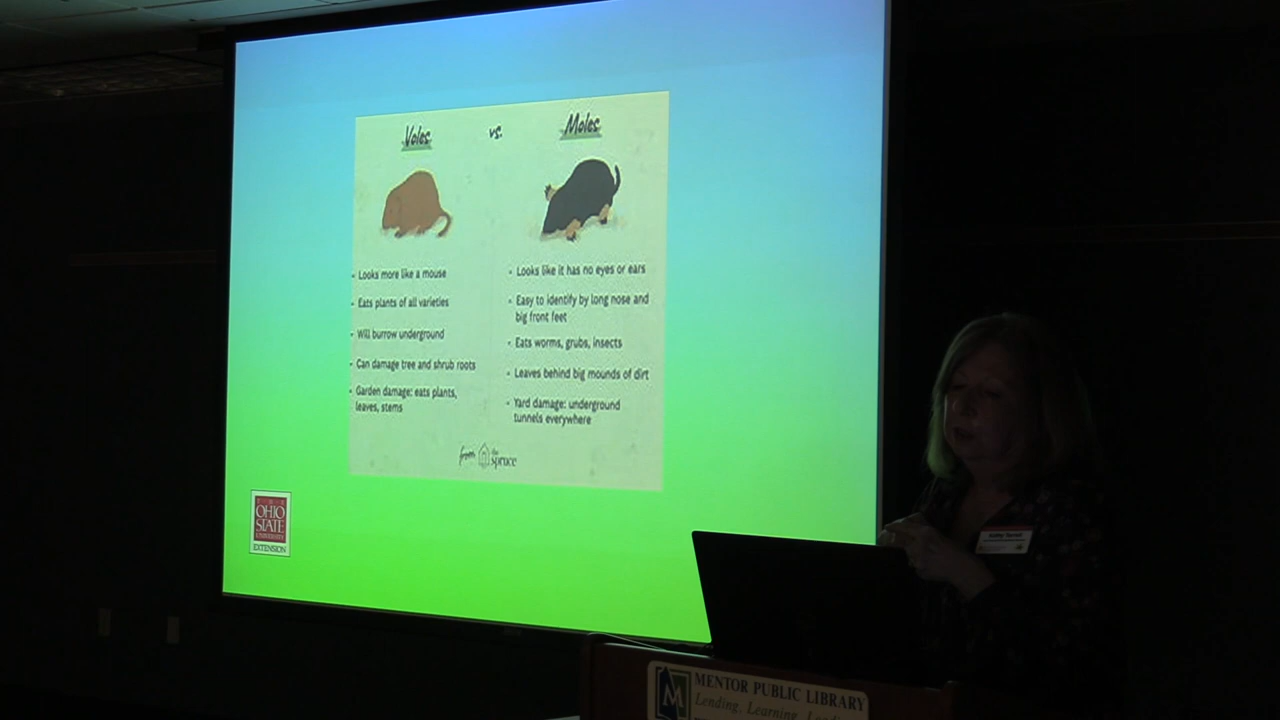 Voles vs. Moles
- Looks more like a mouse
- Eats plants of all varieties
- Will burrow underground
- Can damage tree and shrub roots
- Garden damage: eats plants,
leaves, stems
- Looks like it has no eyes or ears
- Easy to identify by long nose and
big front feet
- Eats worms, grubs, insects
- Leaves behind big mounds of dirt
- Yard damage: underground
tunnels everywhere
from the spruce
THE
OHIO
STATE
UNIVERSITY
EXTENSION
Kathy
M
MENTOR PUBLIC LIBRARY
Lending, Learning,